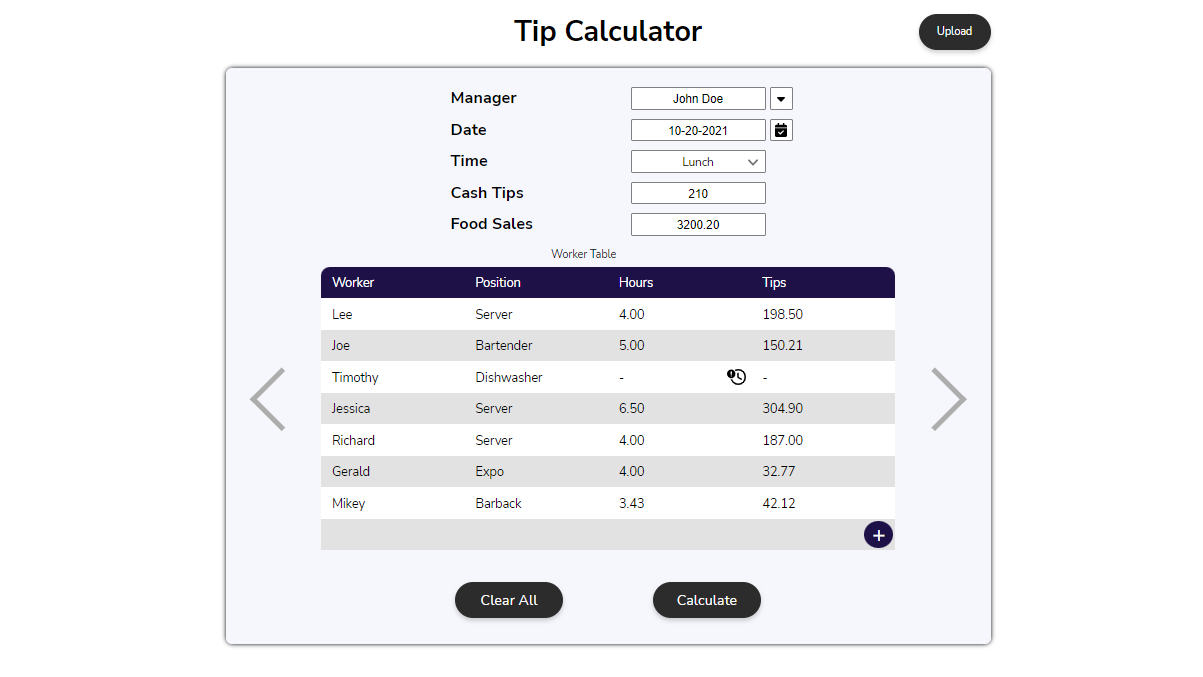 Tip Calculator
Upload
Manager John Doe
Date 10-20-2021
Time Lunch
Cash Tips 210
Food Sales 3200.20
Worker Table
Worker Position Hours Tips
Lee Server 4.00 198.50
Joe Bartender 5.00 150.21
Timothy Dishwasher - -
Jessica Server 6.50 304.90
Richard Server 4.00 187.00
Gerald Expo 4.00 32.77
Mikey Barback 3.43 42.12
+
Clear All Calculate